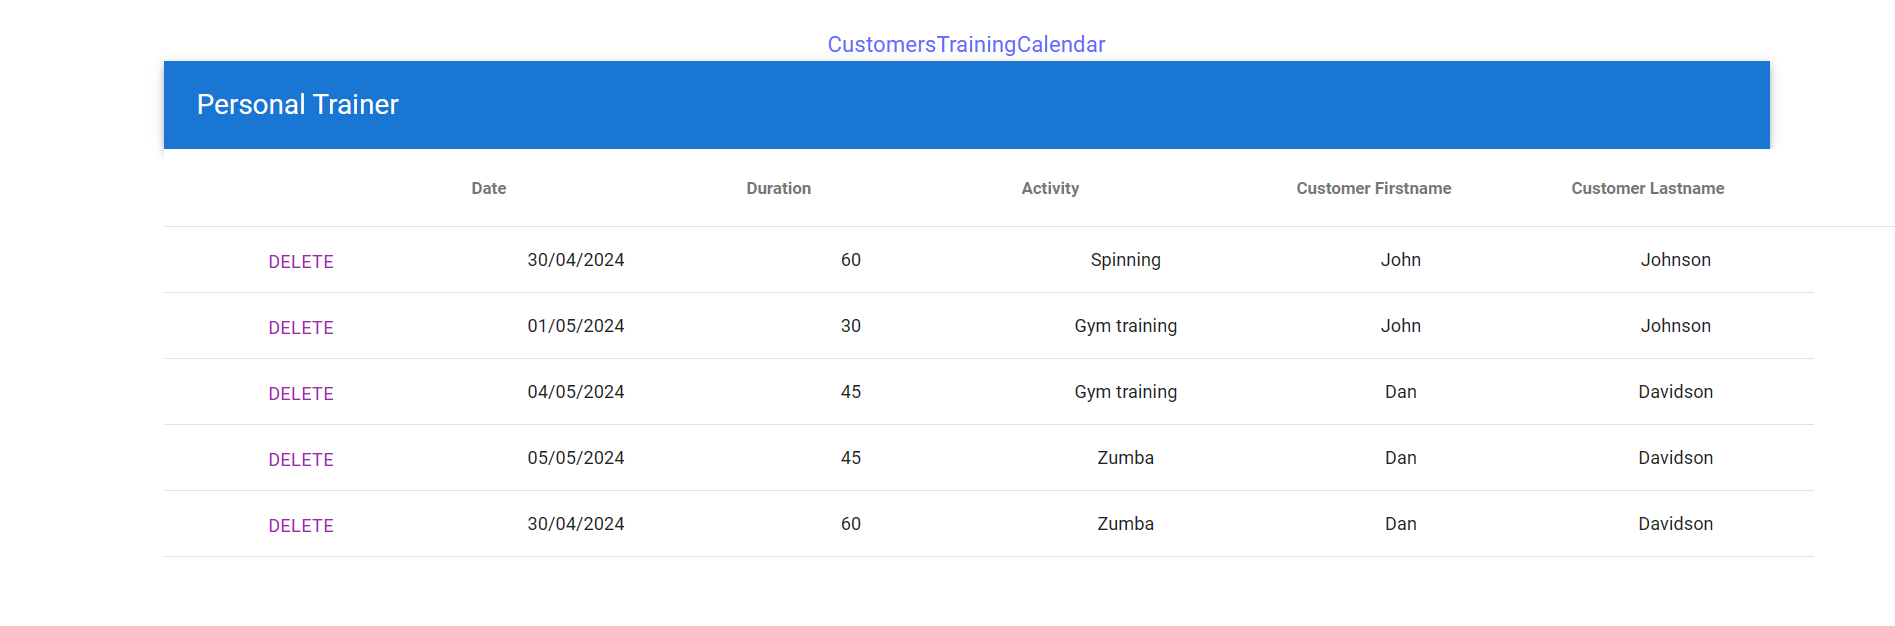 CustomersTrainingCalendar
Personal Trainer
Date Duration Activity Customer Firstname Customer Lastname
DELETE 30/04/2024 60 Spinning John Johnson
DELETE 01/05/2024 30 Gym training John Johnson
DELETE 04/05/2024 45 Gym training Dan Davidson
DELETE 05/05/2024 45 Zumba Dan Davidson
DELETE 30/04/2024 60 Zumba Dan Davidson